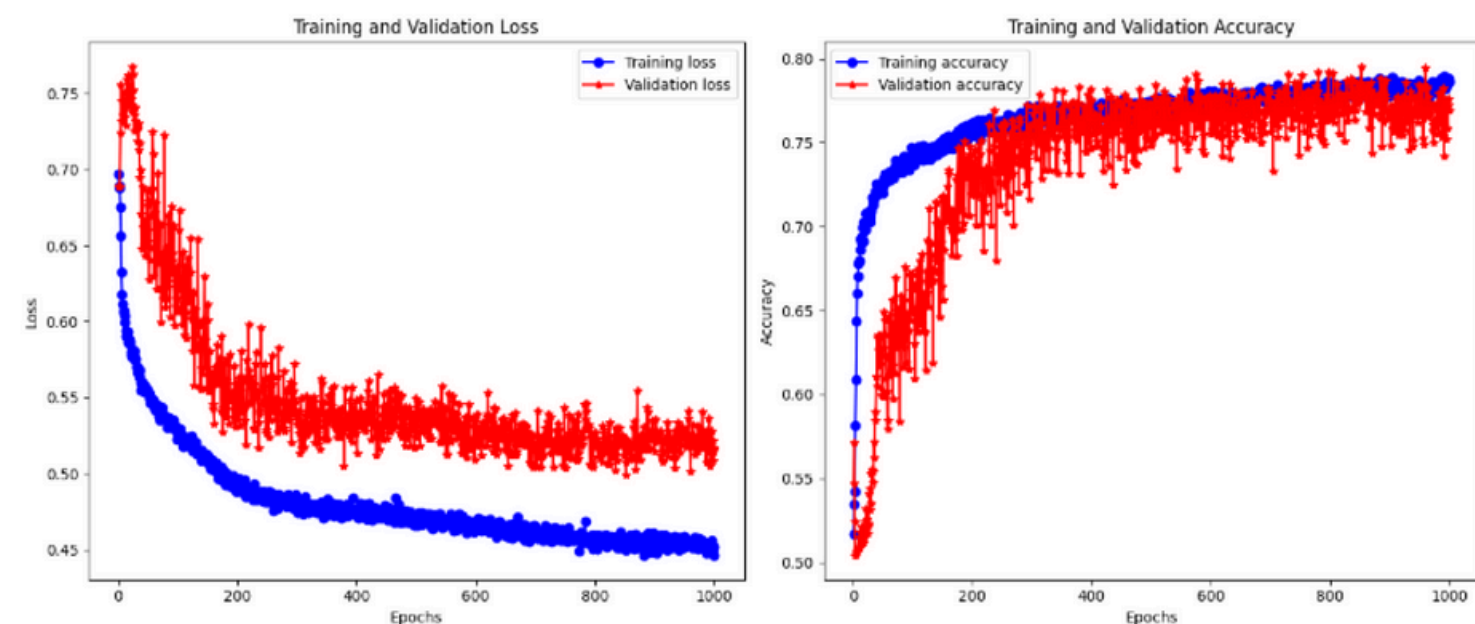 Training and Validation Loss
Training loss
Validation loss
0.75
0.70
0.65
0.60
0.55
0.50
0.45
Loss
0 200 400 600 800 1000
Epochs
Training and Validation Accuracy
Training accuracy
Validation accuracy
0.80
0.75
0.70
0.65
0.60
0.55
0.50
Accuracy
0 200 400 600 800 1000
Epochs